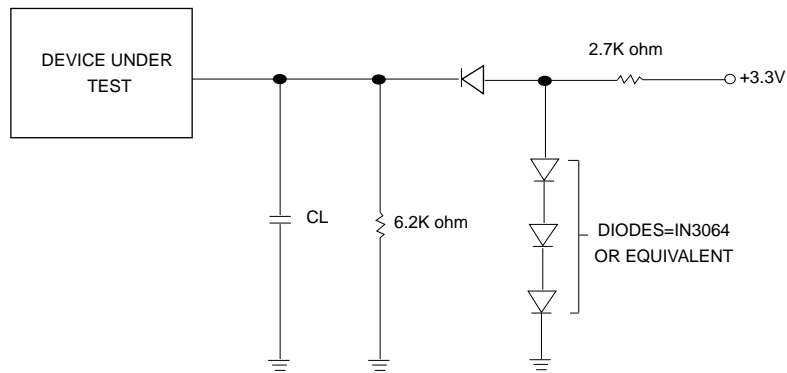 DEVICE UNDER
TEST
2.7K ohm
+3.3V
CL
6.2K ohm
DIODES=IN3064
OR EQUIVALENT